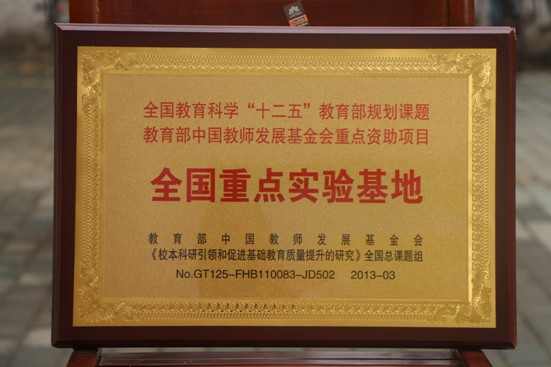 全国教育科学“十二五”教育部规划课题
教育部中国教师发展基金会重点资助项目
全国重点实验基地
教育部中国教师发展基金会
《校本科研引领和促进基础教育质量提升的研究》全国总课题组
No.GT125-FHB110083-JD502 2013-03